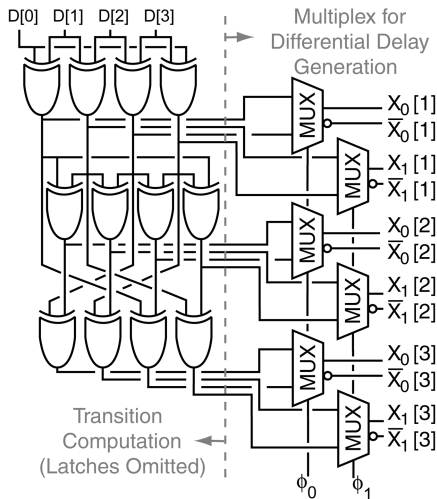 D[0] D[1] D[2] D[3]
Multiplex for
Differential Delay
Generation
MUX
X₀[1]
X̅₀[1]
MUX
X₁[1]
X̅₁[1]
MUX
X₀[2]
X̅₀[2]
MUX
X₁[2]
X̅₁[2]
MUX
X₀[3]
X̅₀[3]
MUX
X₁[3]
X̅₁[3]
Transition
Computation
(Latches Omitted)
ϕ₀ ϕ₁